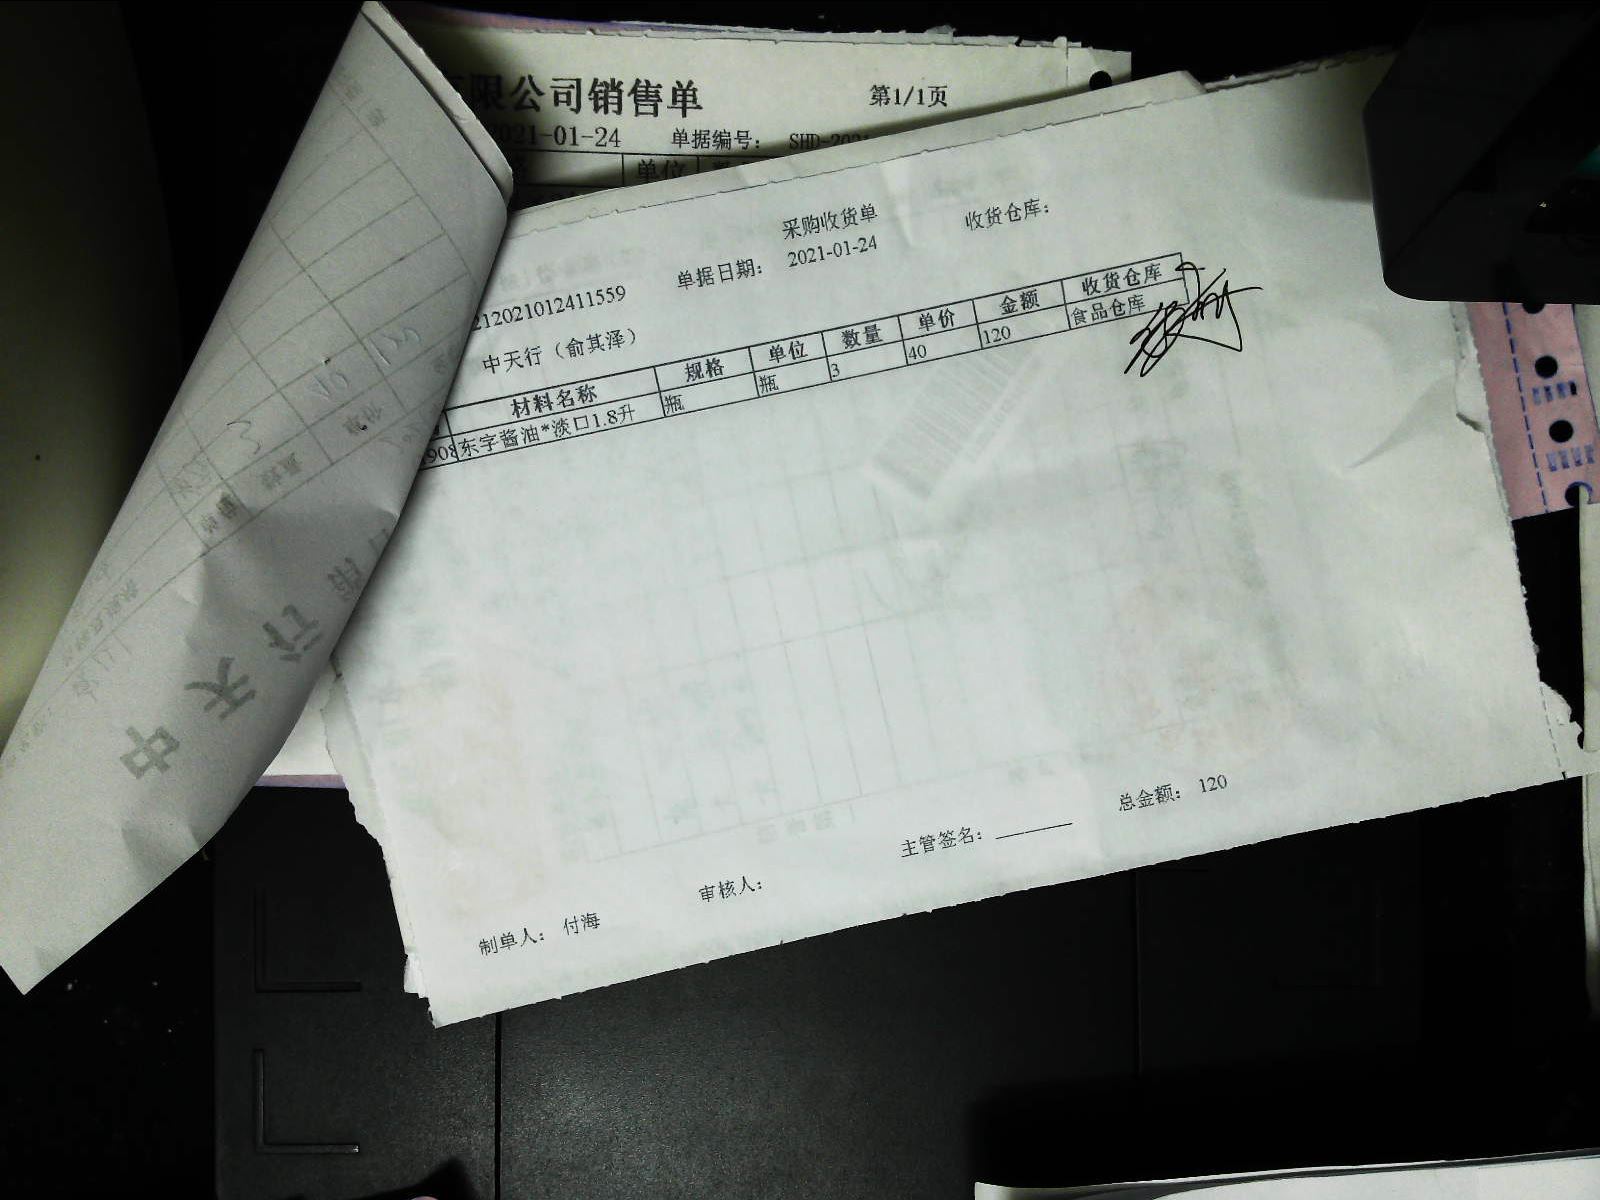 限公司销售单 第1/1页
2021-01-24 单据编号: SHD-202
单位
采购收货单
212021012411559 单据日期: 2021-01-24 收货仓库:
中天行（俞其泽）
材料名称 规格 单位 数量 单价 金额 收货仓库
908 东字酱油*淡口1.8升 瓶 瓶 3 40 120 食品仓库
制单人: 付海 审核人: 主管签名: 总金额: 120
中天行